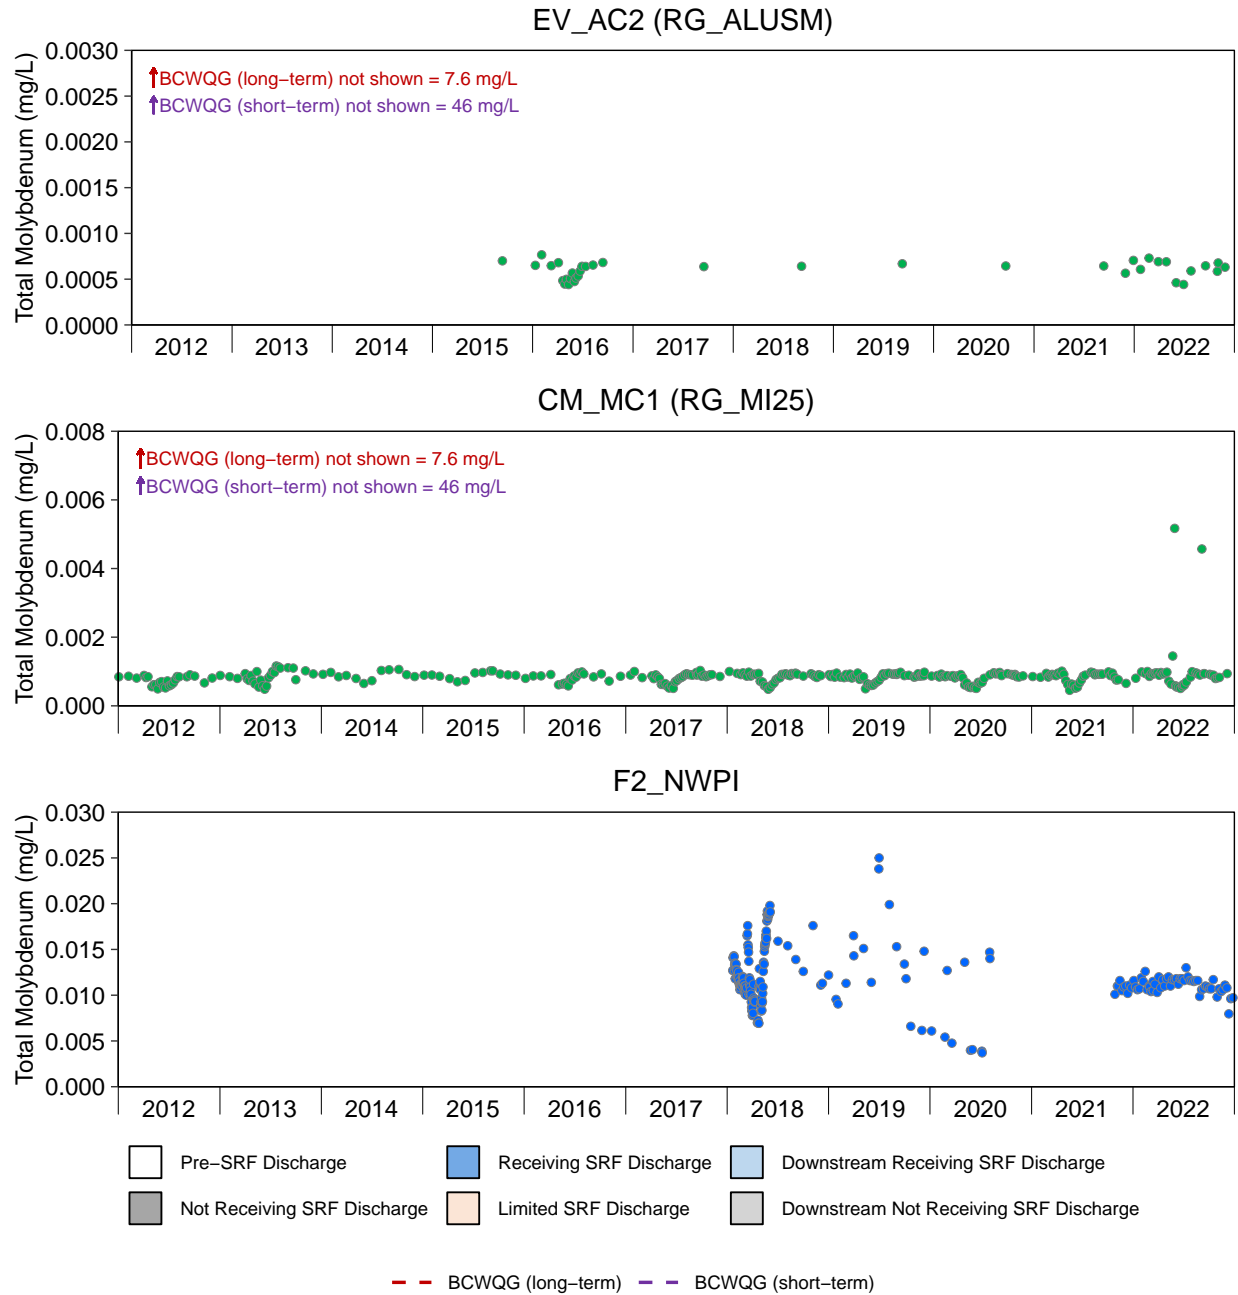 EV_AC2 (RG_ALUSM)
Total Molybdenum (mg/L)
0.0030
0.0025
0.0020
0.0015
0.0010
0.0005
0.0000
BCWQG (long−term) not shown = 7.6 mg/L
BCWQG (short−term) not shown = 46 mg/L
2012 2013 2014 2015 2016 2017 2018 2019 2020 2021 2022
CM_MC1 (RG_MI25)
Total Molybdenum (mg/L)
0.008
0.006
0.004
0.002
0.000
BCWQG (long−term) not shown = 7.6 mg/L
BCWQG (short−term) not shown = 46 mg/L
2012 2013 2014 2015 2016 2017 2018 2019 2020 2021 2022
F2_NWPI
Total Molybdenum (mg/L)
0.030
0.025
0.020
0.015
0.010
0.005
0.000
2012 2013 2014 2015 2016 2017 2018 2019 2020 2021 2022
Pre−SRF Discharge Receiving SRF Discharge Downstream Receiving SRF Discharge
Not Receiving SRF Discharge Limited SRF Discharge Downstream Not Receiving SRF Discharge
BCWQG (long−term) BCWQG (short−term)